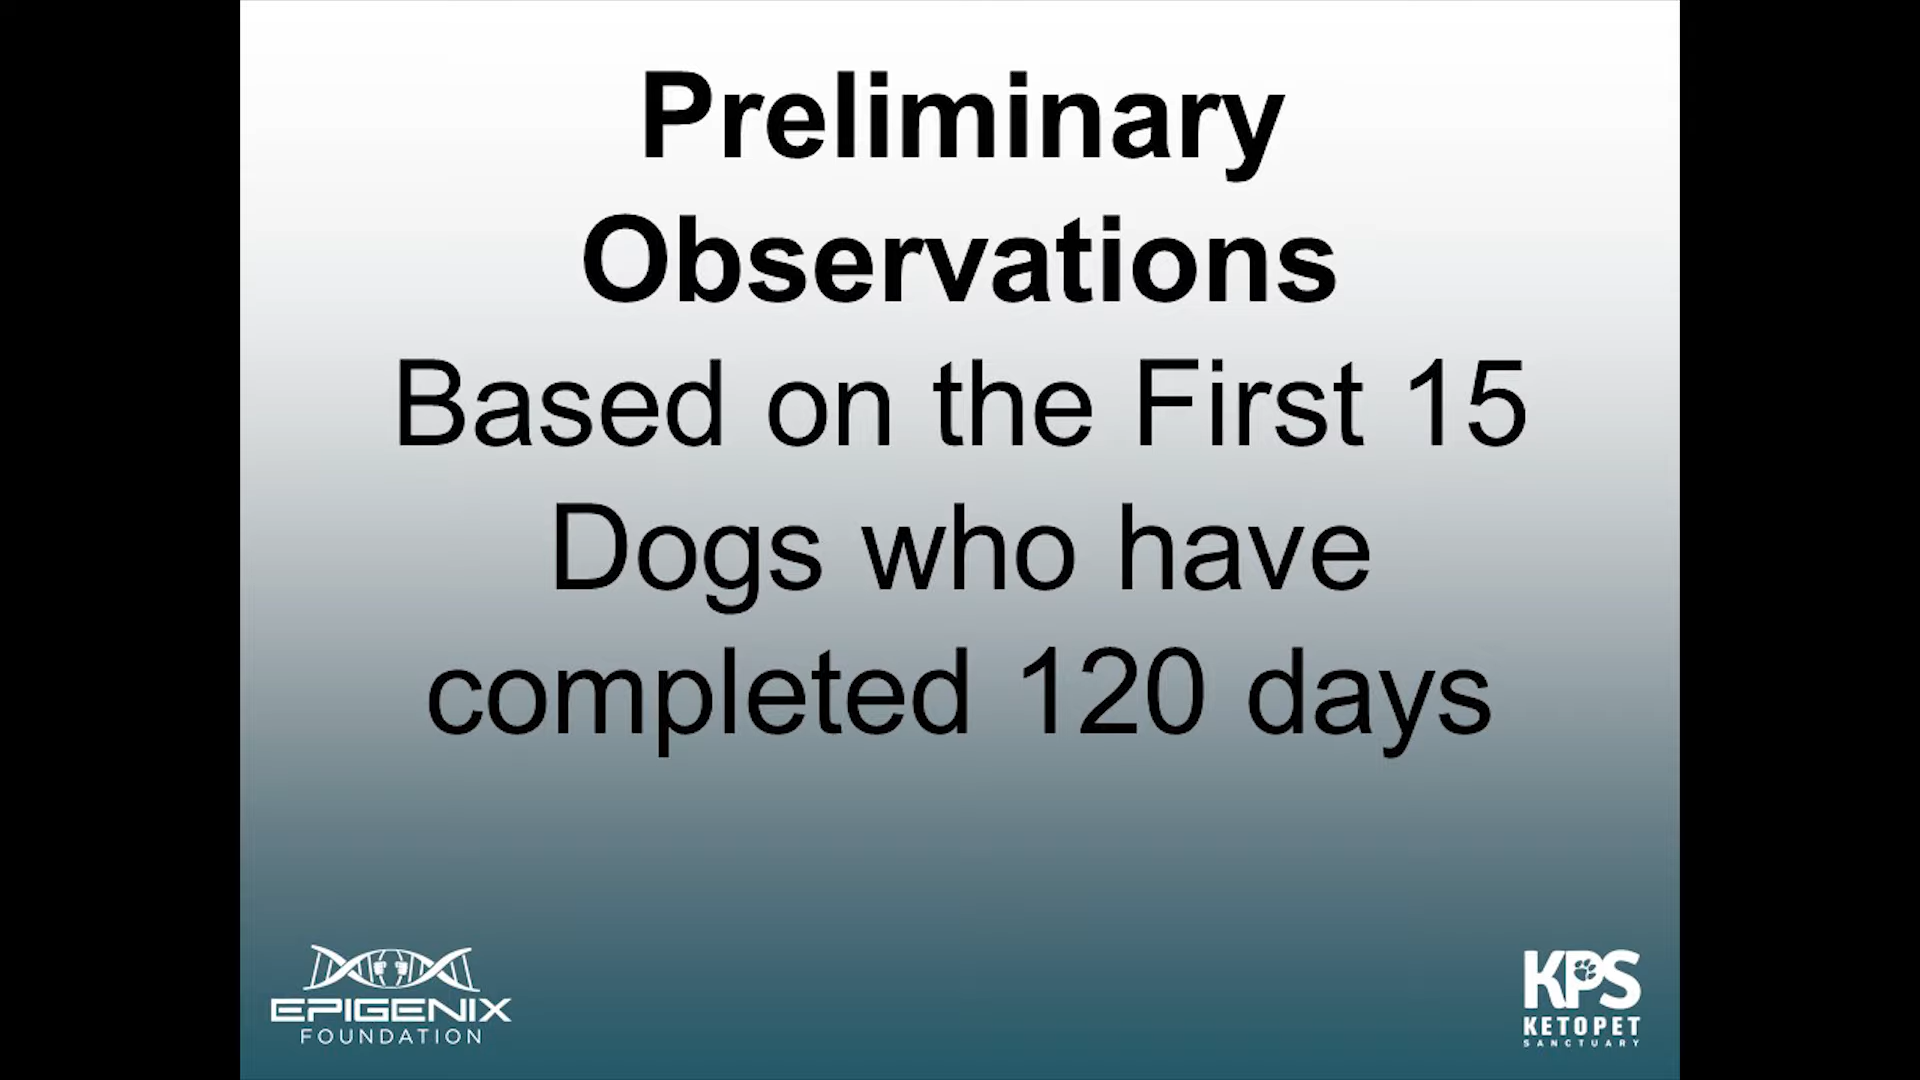 Preliminary
Observations
Based on the First 15
Dogs who have
completed 120 days
EPIGENIX
FOUNDATION
KPS
KETOPET
SANCTUARY